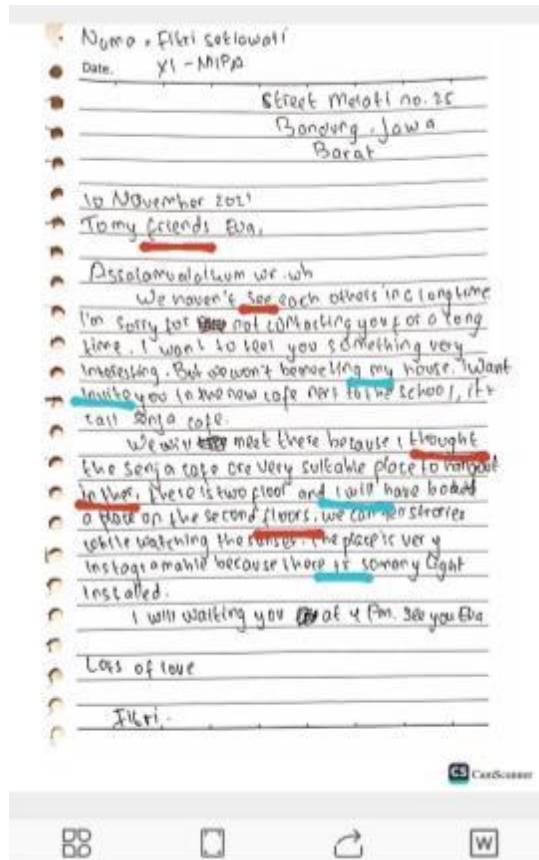 Nama . Fitri setiawati
Date. XI - MIPA
Street Melati no. 25
Bandung . Jawa
Barat
10 November 2021
To my friends Eva,
Assalamualaikum wr. wb
We haven't see each others in a long time
I'm sorry for not contacting you for a long
time. I want to tell you something very
interesting. But we won't be meeting my house. I want
invite you in the new cafe next to the school, it's
call senja cafe.
We will meet there because i thought
the senja cafe are very suitable place to hangout
in ther, there is two floor and I will have booked
a place on the second floors. we can stories
while watching the sunset. The place is very
instagramable because there is so many light
installed.
I will waiting you at 4 Pm. See you Eva
Lots of love
Fitri.
CS CamScanner
W